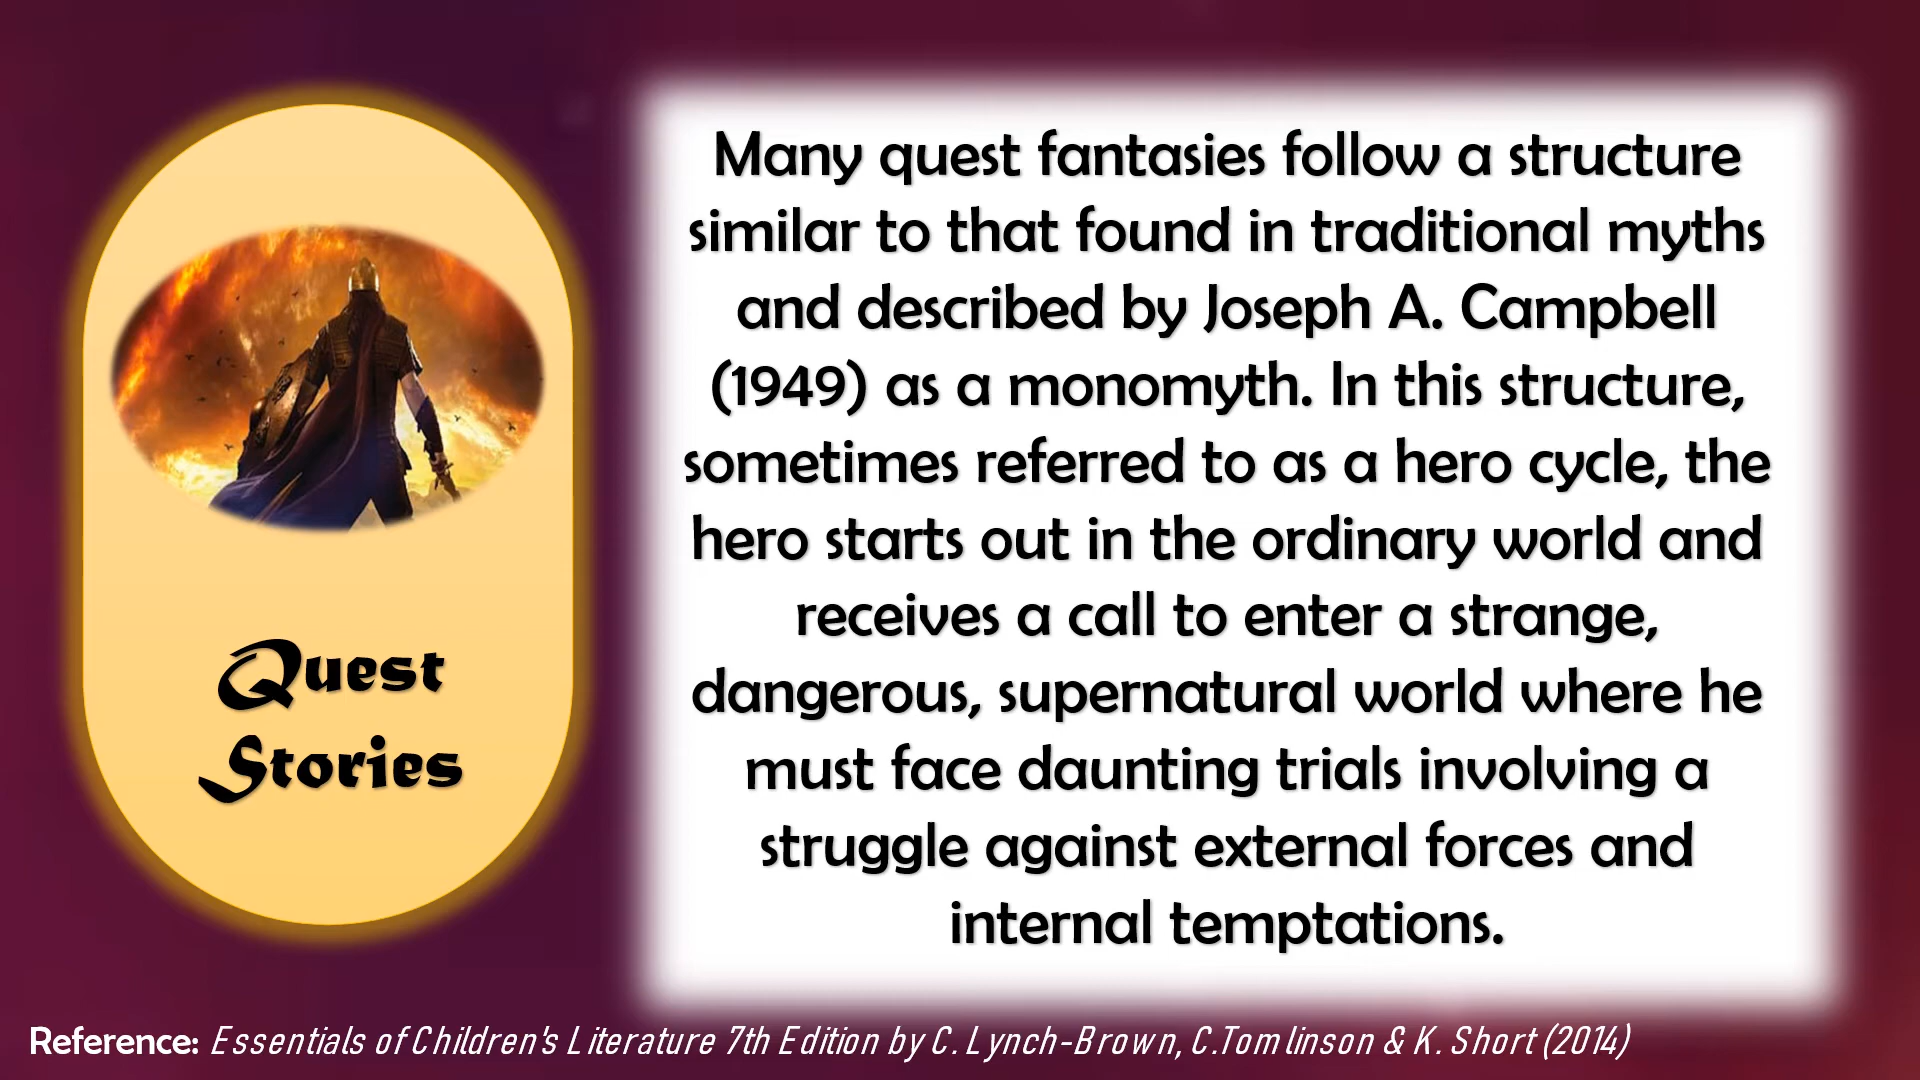 Quest
Stories
Many quest fantasies follow a structure
similar to that found in traditional myths
and described by Joseph A. Campbell
(1949) as a monomyth. In this structure,
sometimes referred to as a hero cycle, the
hero starts out in the ordinary world and
receives a call to enter a strange,
dangerous, supernatural world where he
must face daunting trials involving a
struggle against external forces and
internal temptations.
Reference: Essentials of Children's Literature 7th Edition by C. Lynch-Brown, C.Tomlinson & K. Short (2014)